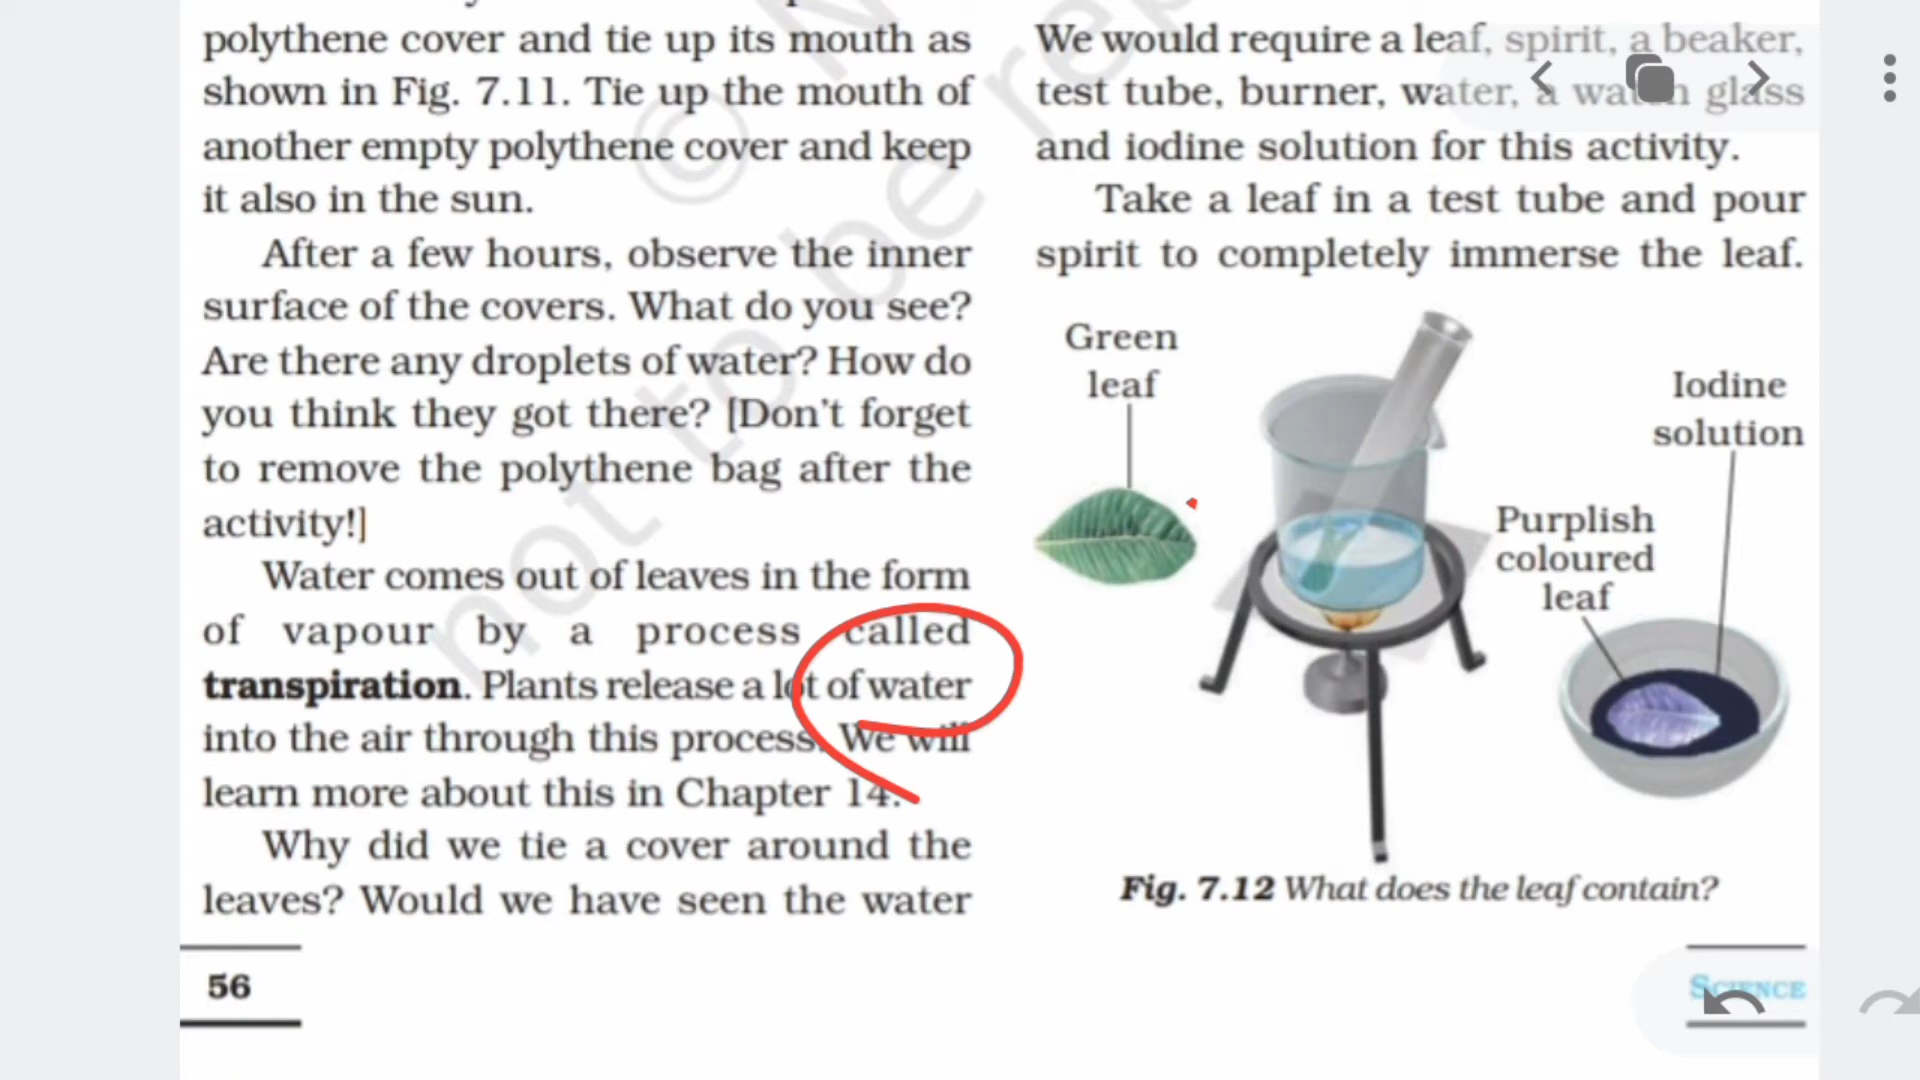 polythene cover and tie up its mouth as
shown in Fig. 7.11. Tie up the mouth of
another empty polythene cover and keep
it also in the sun.
After a few hours, observe the inner
surface of the covers. What do you see?
Are there any droplets of water? How do
you think they got there? [Don't forget
to remove the polythene bag after the
activity!]
Water comes out of leaves in the form
of vapour by a process called
transpiration. Plants release a lot of water
into the air through this process. We will
learn more about this in Chapter 14.
Why did we tie a cover around the
leaves? Would we have seen the water
56
We would require a leaf, spirit, a beaker,
test tube, burner, water, a watch glass
and iodine solution for this activity.
Take a leaf in a test tube and pour
spirit to completely immerse the leaf.
Green
leaf
Iodine
solution
Purplish
coloured
leaf
Fig. 7.12 What does the leaf contain?
SCIENCE
©
not to be rep